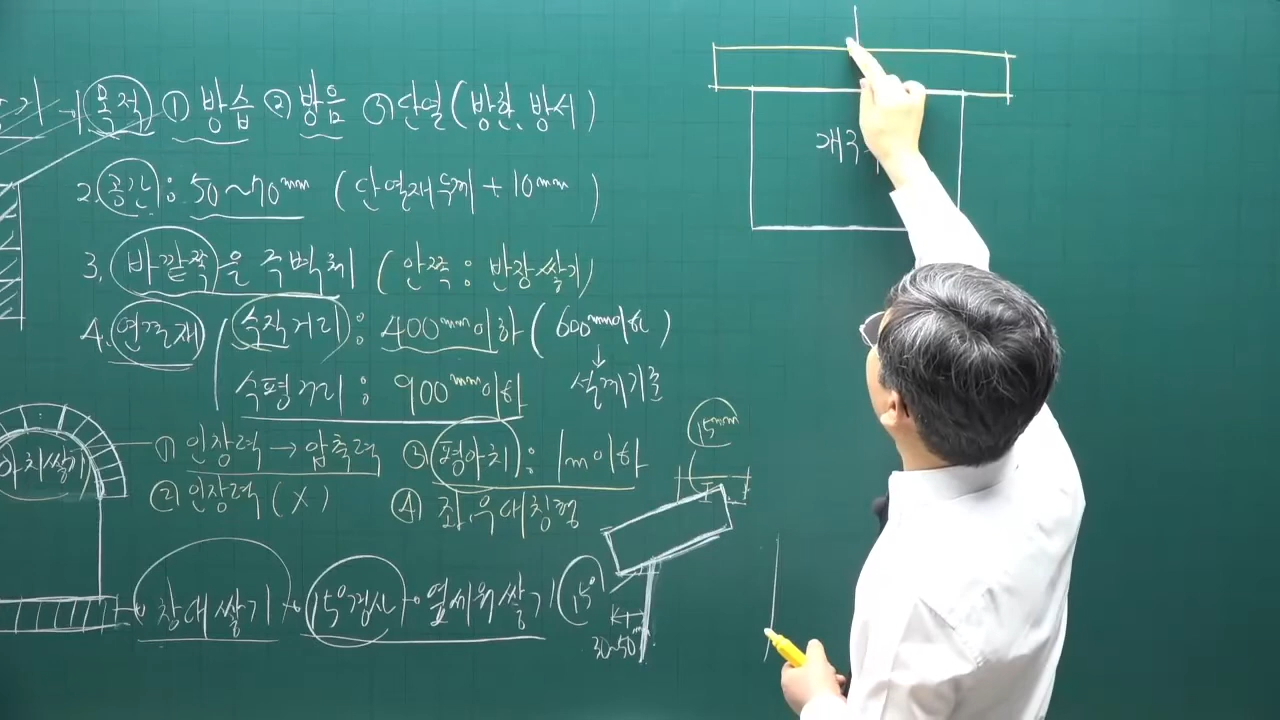 목적 ① 방습 ② 방음 ③ 단열 (방한, 방서)
2. 공간 : 50~70mm (단열재 두께 + 10mm)
3. 바깥쪽을 주벽체 (안쪽 : 반장쌓기)
4. 연결재 수직거리 : 400mm이하 (600mm이하)
수평거리 : 900mm이하 설계기준
아치쌓기 ① 인장력 → 압축력 ③ 평아치 : 1m이하
② 인장력 (X) ④ 좌,우 대칭형
창대쌓기 15°경사 옆세워쌓기 15°
15mm
30~50
개구